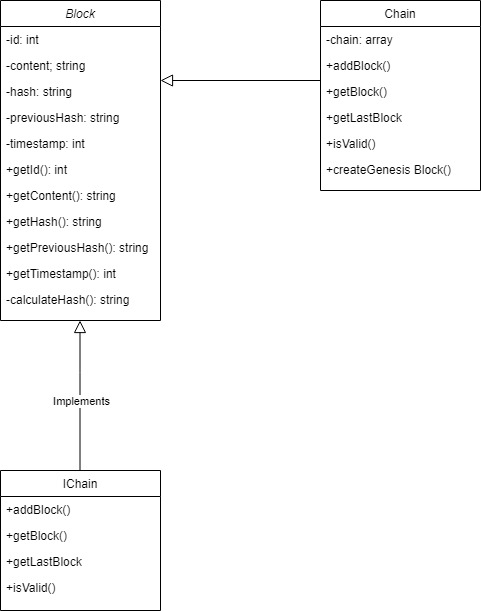 Block
-id: int
-content; string
-hash: string
-previousHash: string
-timestamp: int
+getId(): int
+getContent(): string
+getHash(): string
+getPreviousHash(): string
+getTimestamp(): int
-calculateHash(): string
Chain
-chain: array
+addBlock()
+getBlock()
+getLastBlock
+isValid()
+createGenesis Block()
Implements
IChain
+addBlock()
+getBlock()
+getLastBlock
+isValid()